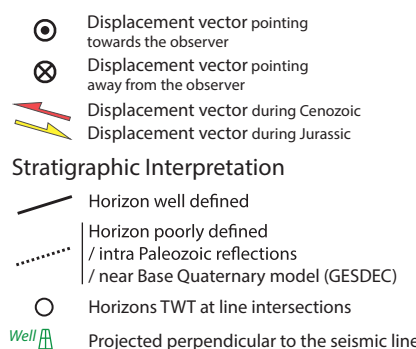 Displacement vector pointing
towards the observer
Displacement vector pointing
away from the observer
Displacement vector during Cenozoic
Displacement vector during Jurassic
Stratigraphic Interpretation
Horizon well defined
Horizon poorly defined
/ intra Paleozoic reflections
/ near Base Quaternary model (GESDEC)
Horizons TWT at line intersections
Well Projected perpendicular to the seismic line